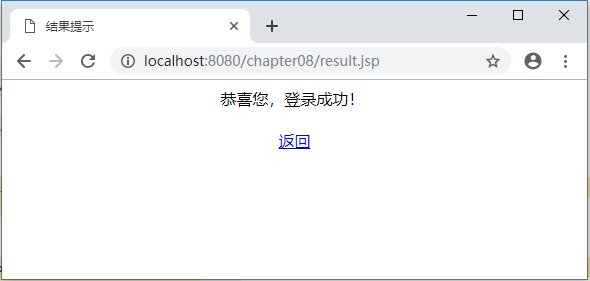 结果提示
localhost:8080/chapter08/result.jsp
恭喜您，登录成功！
返回